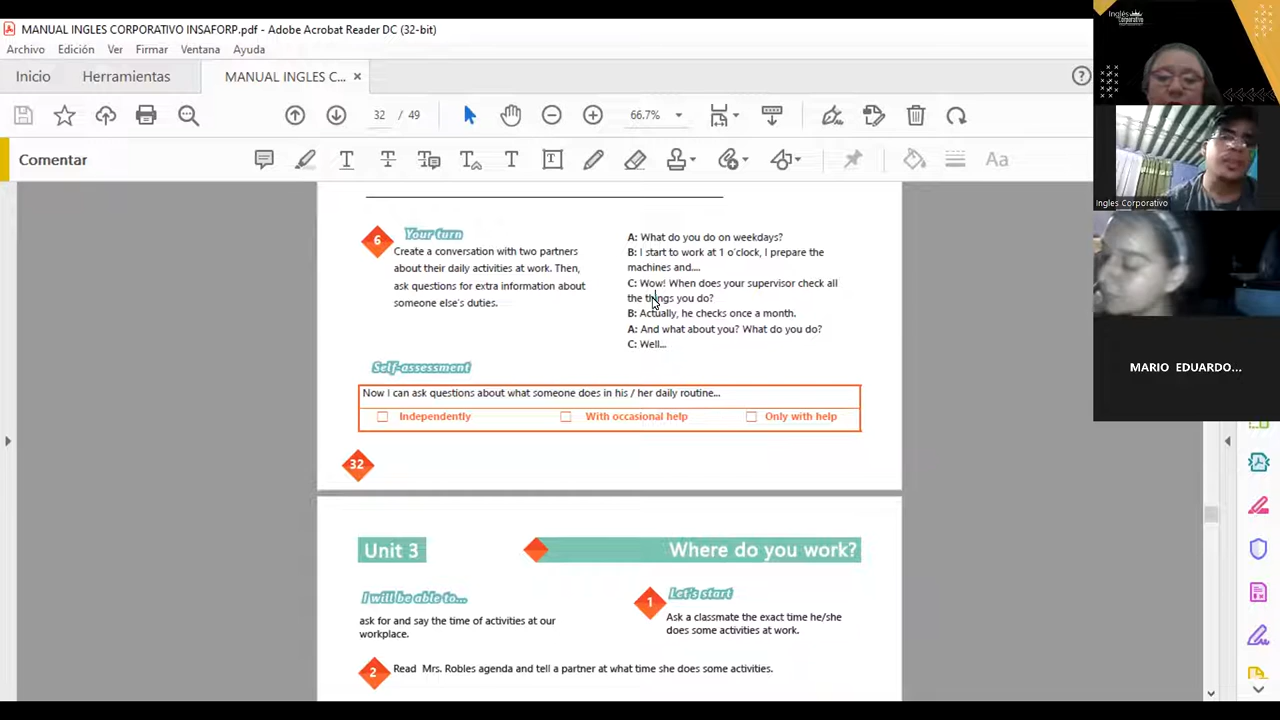 MANUAL INGLES CORPORATIVO INSAFORP.pdf - Adobe Acrobat Reader DC (32-bit)
Archivo Edición Ver Firmar Ventana Ayuda
Inicio Herramientas MANUAL INGLES C... ×
32 / 49 66.7%
Comentar
6 Your turn
Create a conversation with two partners
about their daily activities at work. Then,
ask questions for extra information about
someone else's duties.
A: What do you do on weekdays?
B: I start to work at 1 o'clock, I prepare the
machines and....
C: Wow! When does your supervisor check all
the things you do?
B: Actually, he checks once a month.
A: And what about you? What do you do?
C: Well...
Self-assessment
Now I can ask questions about what someone does in his / her daily routine...
Independently With occasional help Only with help
32
Unit 3 Where do you work?
I will be able to...
ask for and say the time of activities at our
workplace.
1 Let's start
Ask a classmate the exact time he/she
does some activities at work.
2 Read Mrs. Robles agenda and tell a partner at what time she does some activities.
Inglés
Corporativo
Ingles Corporativo
MARIO EDUARDO...